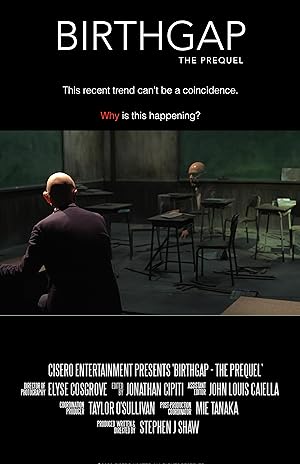 BIRTHGAP
THE PREQUEL
This recent trend can't be a coincidence.
Why is this happening?
CISERO ENTERTAINMENT PRESENTS 'BIRTHGAP - THE PREQUEL'
DIRECTOR OF PHOTOGRAPHY ELYSE COSGROVE EDITED BY JONATHAN CIPITI ASSISTANT EDITOR JOHN LOUIS CAIELLA
COORDINATION PRODUCER TAYLOR O'SULLIVAN POST-PRODUCTION COORDINATOR MIE TANAKA
PRODUCED WRITTEN & DIRECTED BY STEPHEN J SHAW